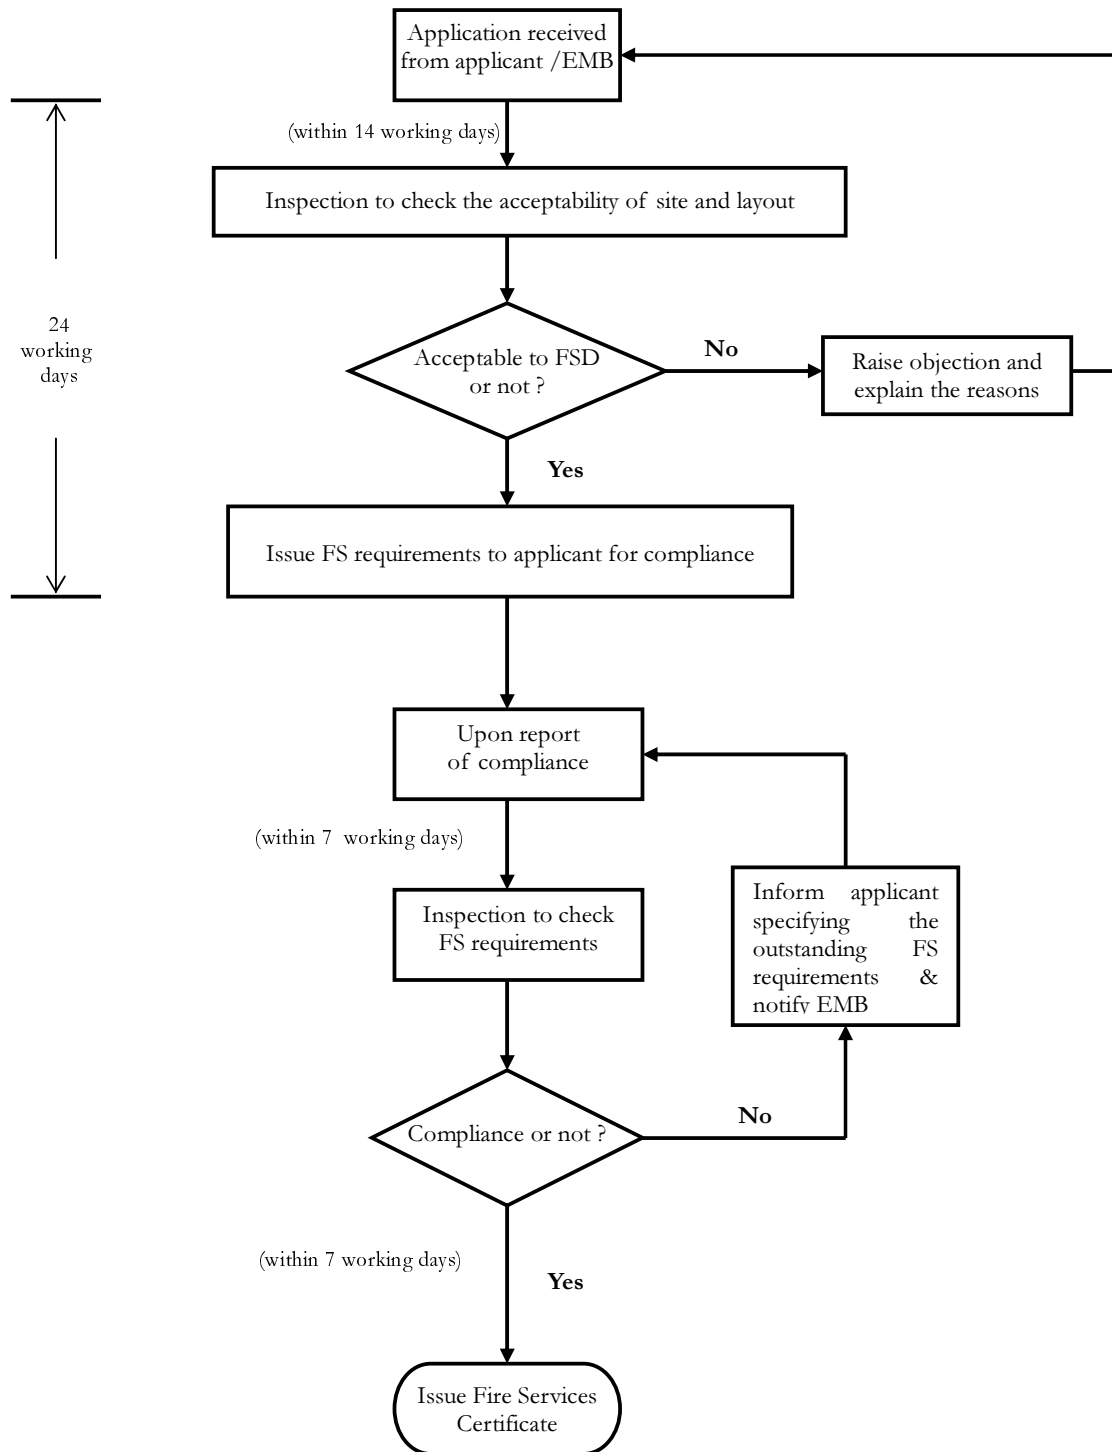 Application received
from applicant /EMB
(within 14 working days)
Inspection to check the acceptability of site and layout
24
working
days
Acceptable to FSD
or not ?
No
Raise objection and
explain the reasons
Yes
Issue FS requirements to applicant for compliance
Upon report
of compliance
(within 7 working days)
Inspection to check
FS requirements
Inform applicant
specifying the
outstanding FS
requirements &
notify EMB
Compliance or not ?
No
(within 7 working days)
Yes
Issue Fire Services
Certificate